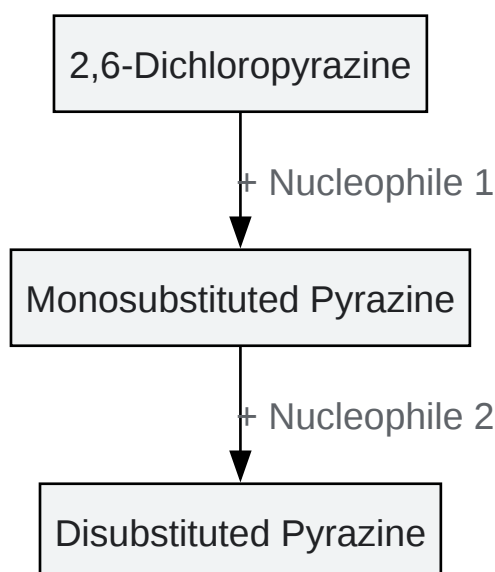 2,6-Dichloropyrazine
+ Nucleophile 1
Monosubstituted Pyrazine
+ Nucleophile 2
Disubstituted Pyrazine